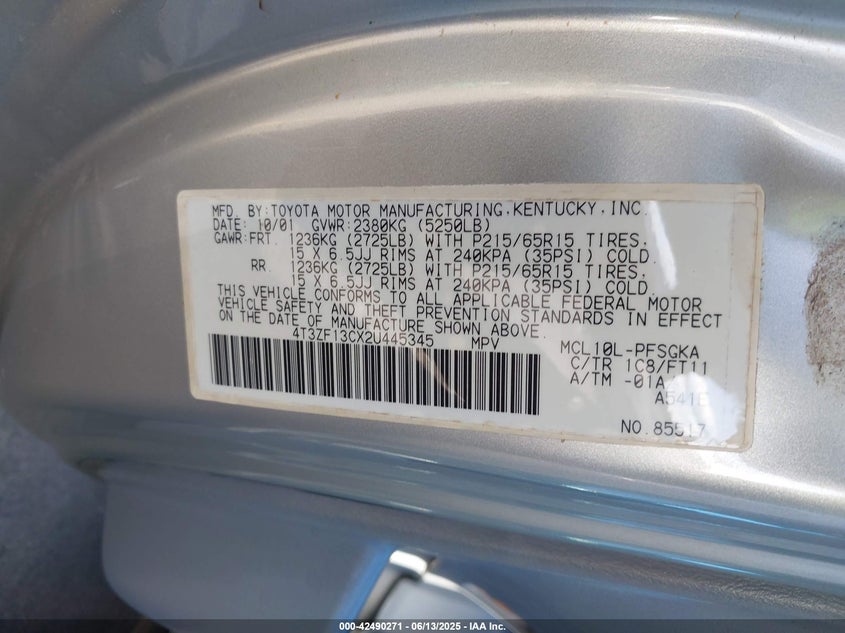 MFD. BY:TOYOTA MOTOR MANUFACTURING,KENTUCKY,INC.
DATE: 10/01 GVWR:2380KG (5250LB)
GAWR:FRT. 1236KG (2725LB) WITH P215/65R15 TIRES.
15 X 6.5JJ RIMS AT 240KPA (35PSI) COLD.
RR 1236KG (2725LB) WITH P215/65R15 TIRES.
15 X 6.5JJ RIMS AT 240KPA (35PSI) COLD.
THIS VEHICLE CONFORMS TO ALL APPLICABLE FEDERAL MOTOR
VEHICLE SAFETY AND THEFT PREVENTION STANDARDS IN EFFECT
ON THE DATE OF MANUFACTURE SHOWN ABOVE.
4T3ZF13CX2U445345 MPV
MCL10L-PFSGKA
C/TR 1C8/FT11
A/TM -01A
A541E
NO.85517
000-42490271 - 06/13/2025 - IAA Inc.